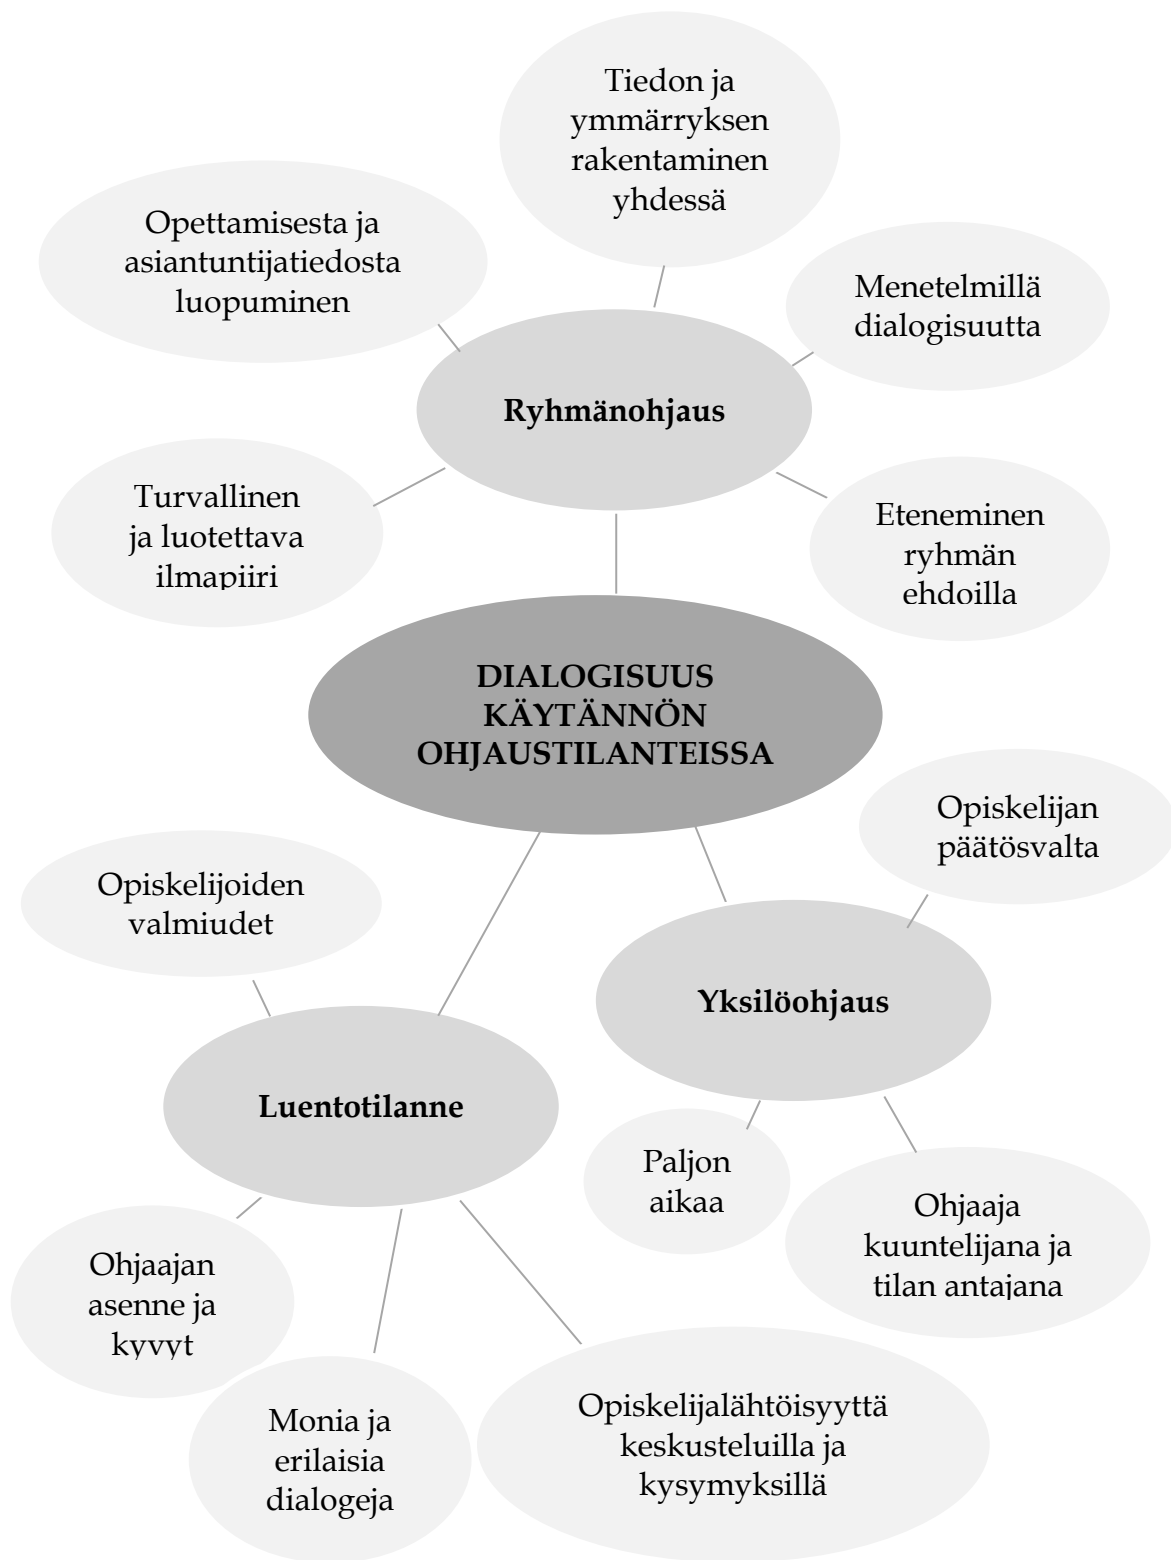 Tiedon ja
ymmärryksen
rakentaminen
yhdessä
Opettamisesta ja
asiantuntijatiedosta
luopuminen
Menetelmillä
dialogisuutta
Ryhmänohjaus
Turvallinen
ja luotettava
ilmapiiri
Eteneminen
ryhmän
ehdoilla
DIALOGISUUS
KÄYTÄNNÖN
OHJAUSTILANTEISSA
Opiskelijan
päätösvalta
Opiskelijoiden
valmiudet
Yksilöohjaus
Luentotilanne
Paljon
aikaa
Ohjaaja
kuuntelijana ja
tilan antajana
Ohjaajan
asenne ja
kyvyt
Monia ja
erilaisia
dialogeja
Opiskelijalähtöisyyttä
keskusteluilla ja
kysymyksillä